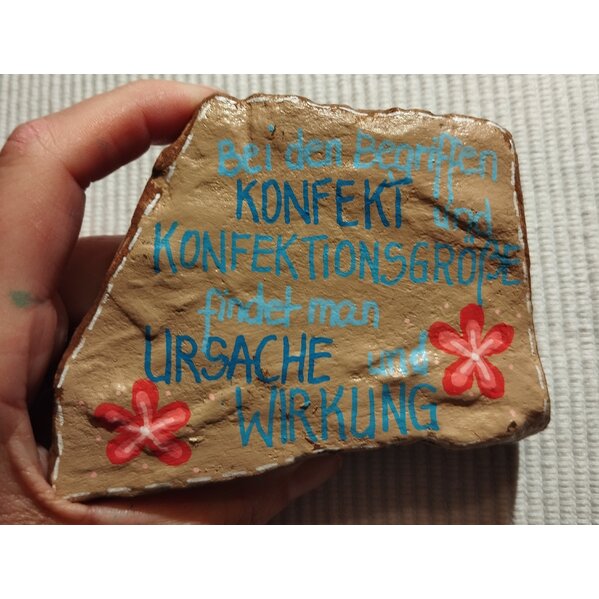 Bei den Begriffen
KONFEKT und
KONFEKTIONSGRÖßE
findet man
URSACHE und
WIRKUNG